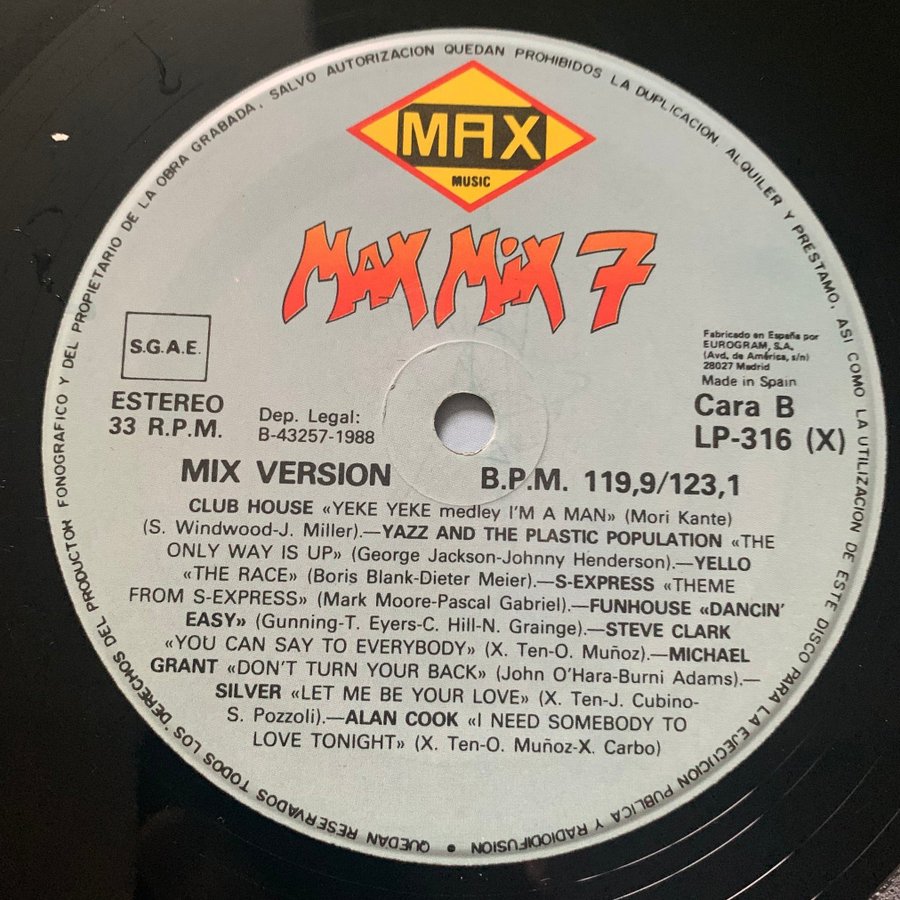 QUEDAN RESERVADOS TODOS LOS DERECHOS DEL PRODUCTOR FONOGRAFICO Y DEL PROPIETARIO DE LA OBRA GRABADA. SALVO AUTORIZACION QUEDAN PROHIBIDOS LA DUPLICACION. ALQUILER Y PRESTAMO, ASI COMO LA UTILIZACION DE ESTE DISCO PARA LA EJECUCION PUBLICA Y RADIODIFUSION •
MAX
MUSIC
MAX MIX 7
S.G.A.E.
ESTEREO
33 R.P.M.
Dep. Legal:
B-43257-1988
Fabricado en España por
EUROGRAM, S.A.
(Avd. de América, s/n)
28027 Madrid
Made in Spain
Cara B
LP-316 (X)
MIX VERSION B.P.M. 119,9/123,1
CLUB HOUSE «YEKE YEKE medley I'M A MAN» (Mori Kante)
(S. Windwood-J. Miller).—YAZZ AND THE PLASTIC POPULATION «THE
ONLY WAY IS UP» (George Jackson-Johnny Henderson).—YELLO
«THE RACE» (Boris Blank-Dieter Meier).—S-EXPRESS «THEME
FROM S-EXPRESS» (Mark Moore-Pascal Gabriel).—FUNHOUSE «DANCIN'
EASY» (Gunning-T. Eyers-C. Hill-N. Grainge).—STEVE CLARK
«YOU CAN SAY TO EVERYBODY» (X. Ten-O. Muñoz).—MICHAEL
GRANT «DON'T TURN YOUR BACK» (John O'Hara-Burni Adams).—
SILVER «LET ME BE YOUR LOVE» (X. Ten-J. Cubino-
S. Pozzoli).—ALAN COOK «I NEED SOMEBODY TO
LOVE TONIGHT» (X. Ten-O. Muñoz-X. Carbo)